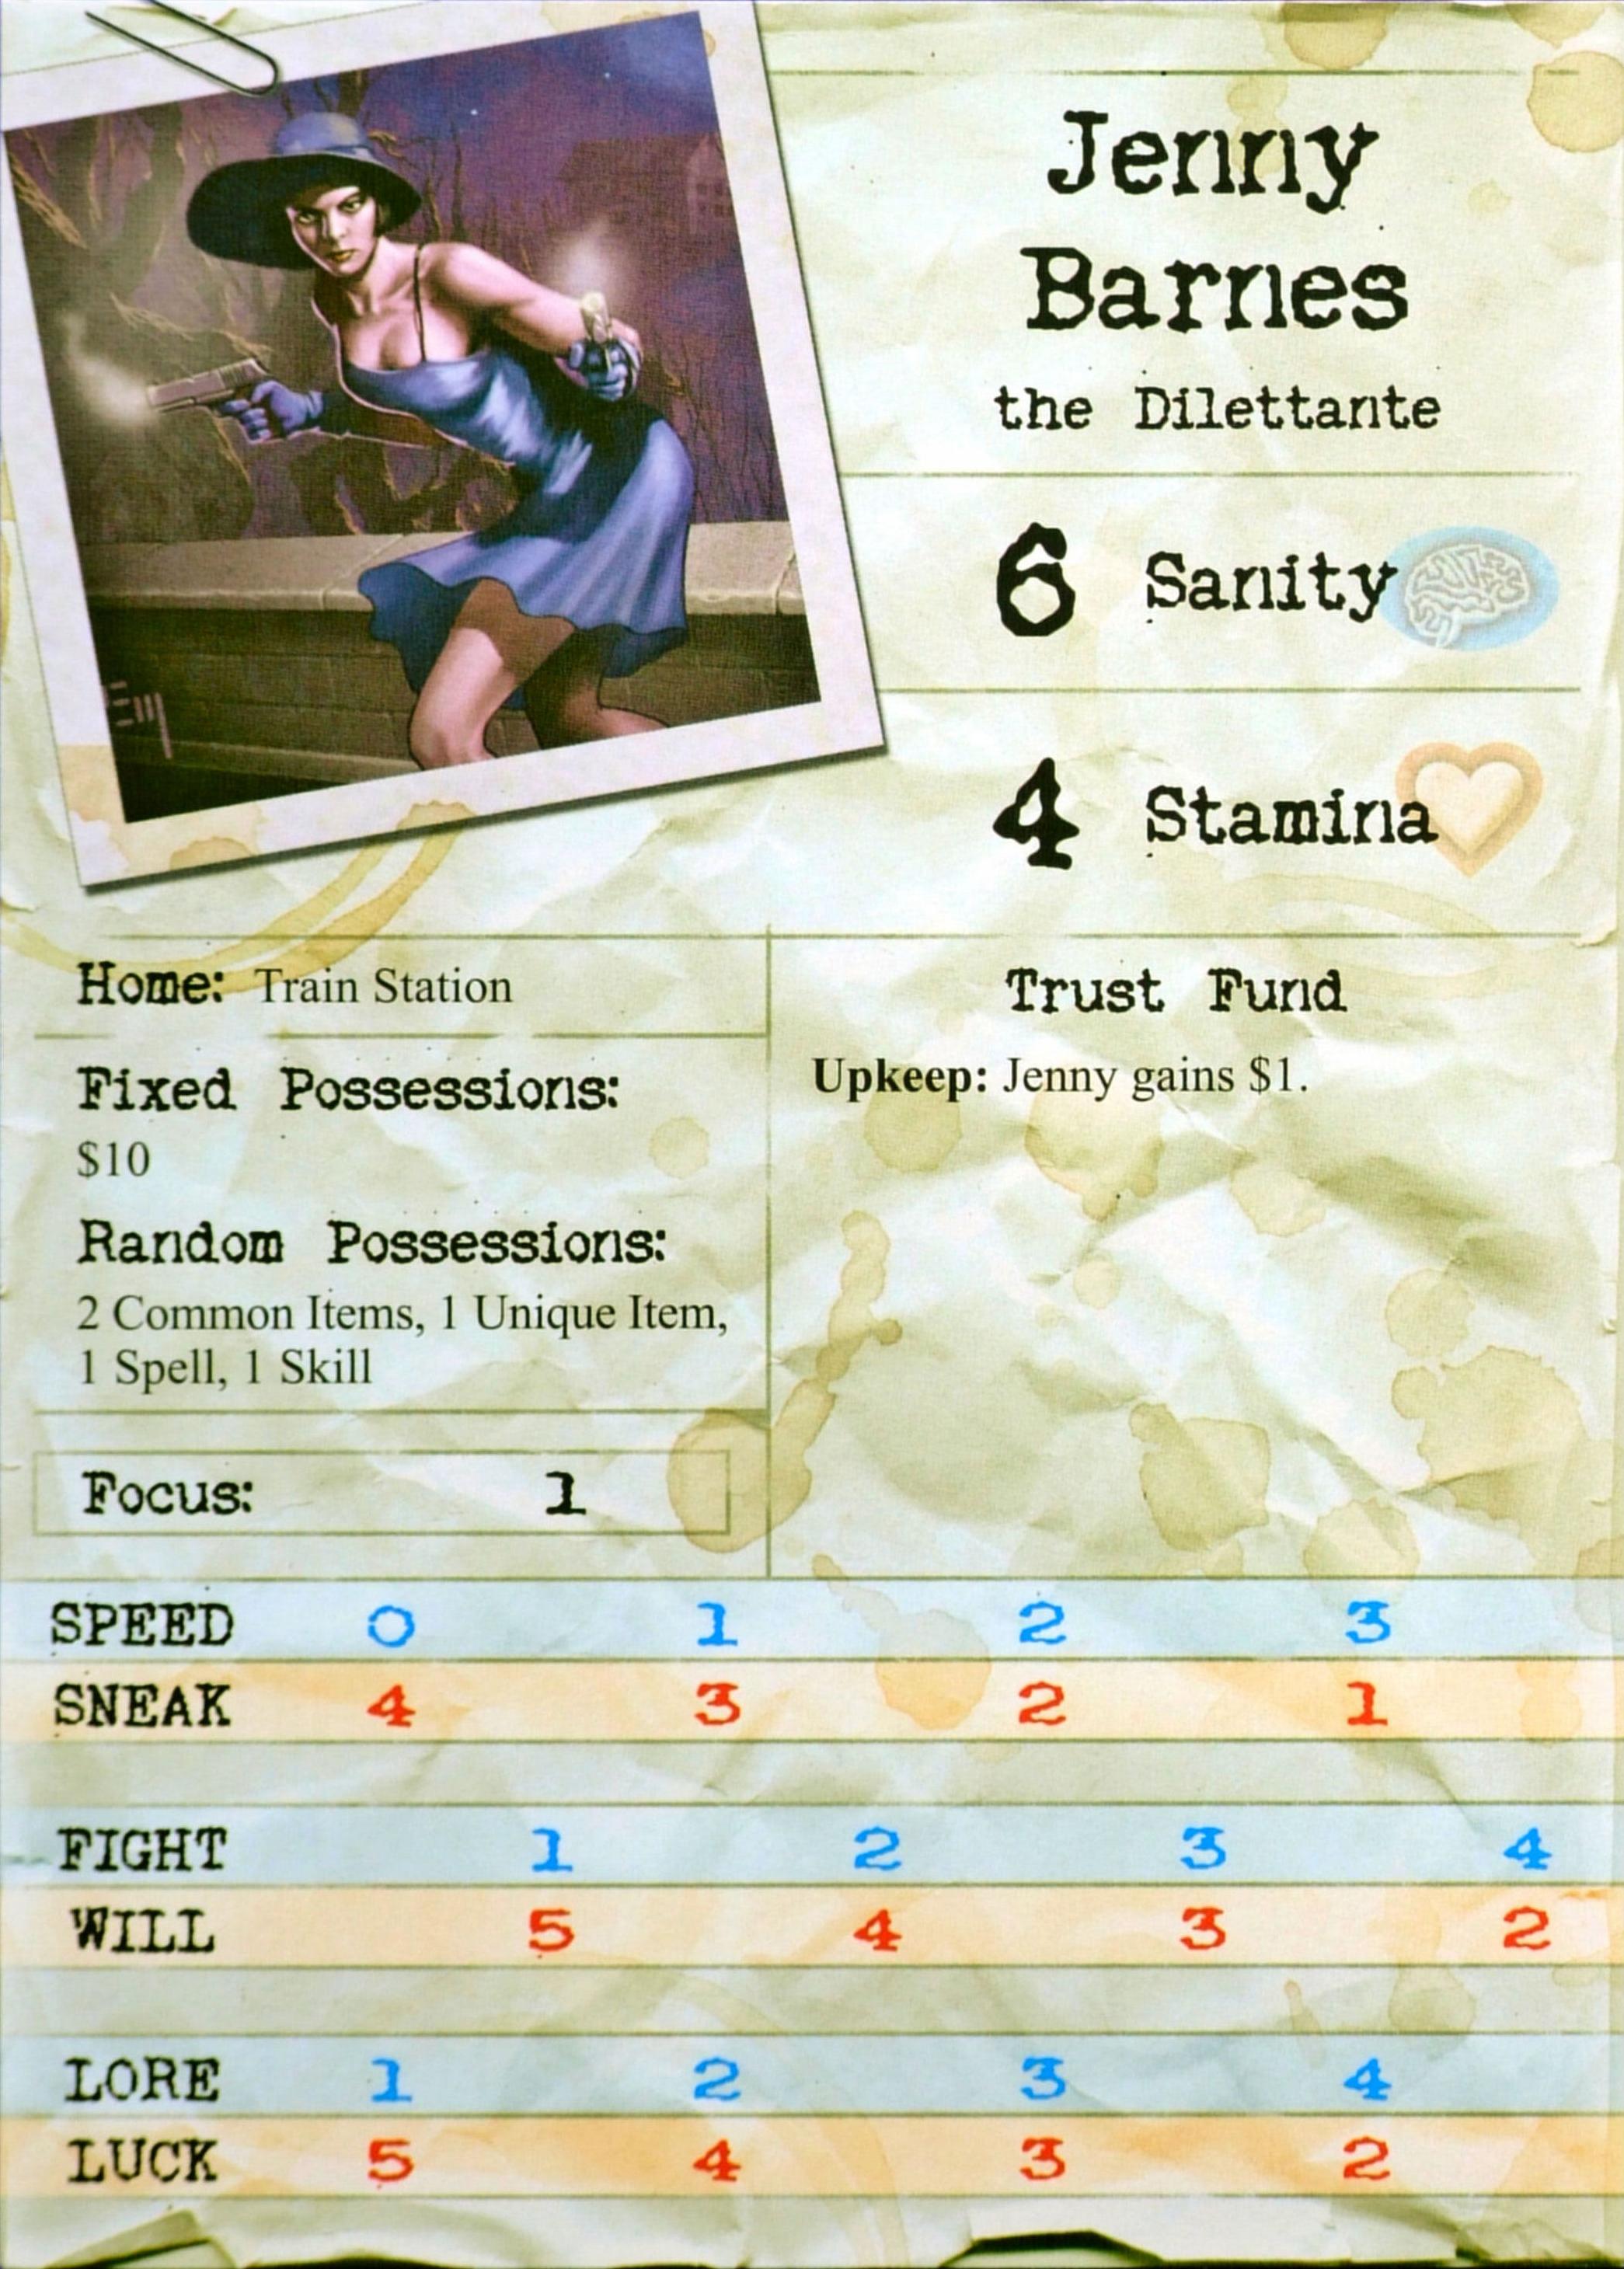 Jenny
Barnes
the Dilettante
6 Sanity
4 Stamina
Home: Train Station
Fixed Possessions:
$10
Random Possessions:
2 Common Items, 1 Unique Item,
1 Spell, 1 Skill
Focus: 1
Trust Fund
Upkeep: Jenny gains $1.
SPEED 0 1 2 3
SNEAK 4 3 2 1
FIGHT 1 2 3 4
WILL 5 4 3 2
LORE 1 2 3 4
LUCK 5 4 3 2